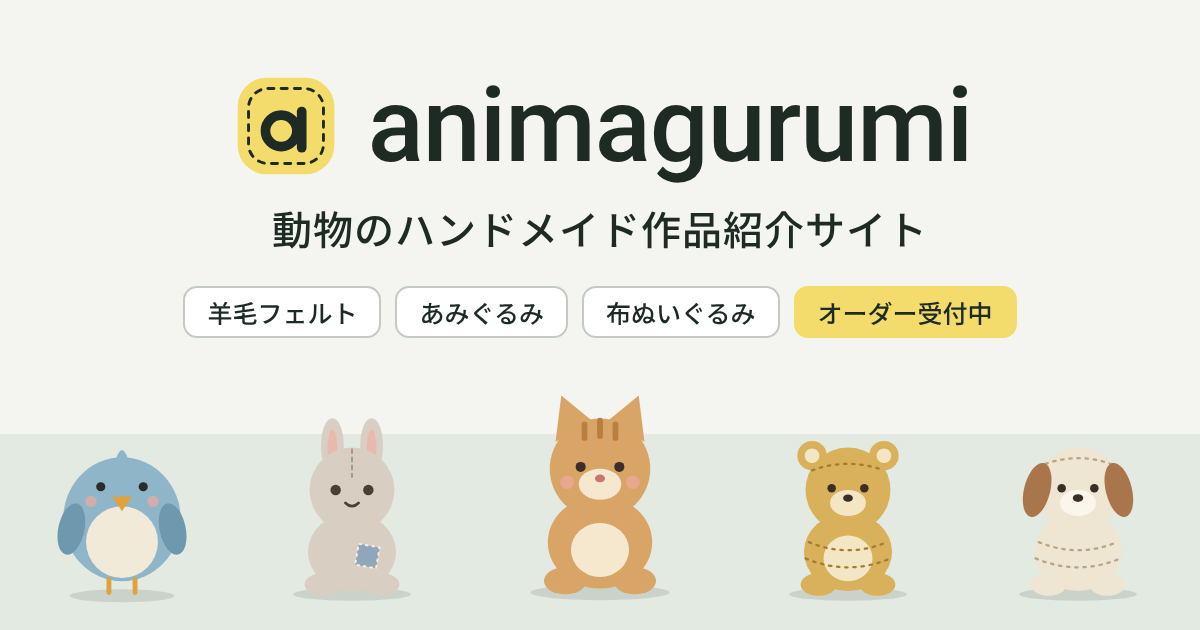 a animagurumi
動物のハンドメイド作品紹介サイト
羊毛フェルト あみぐるみ 布ぬいぐるみ オーダー受付中